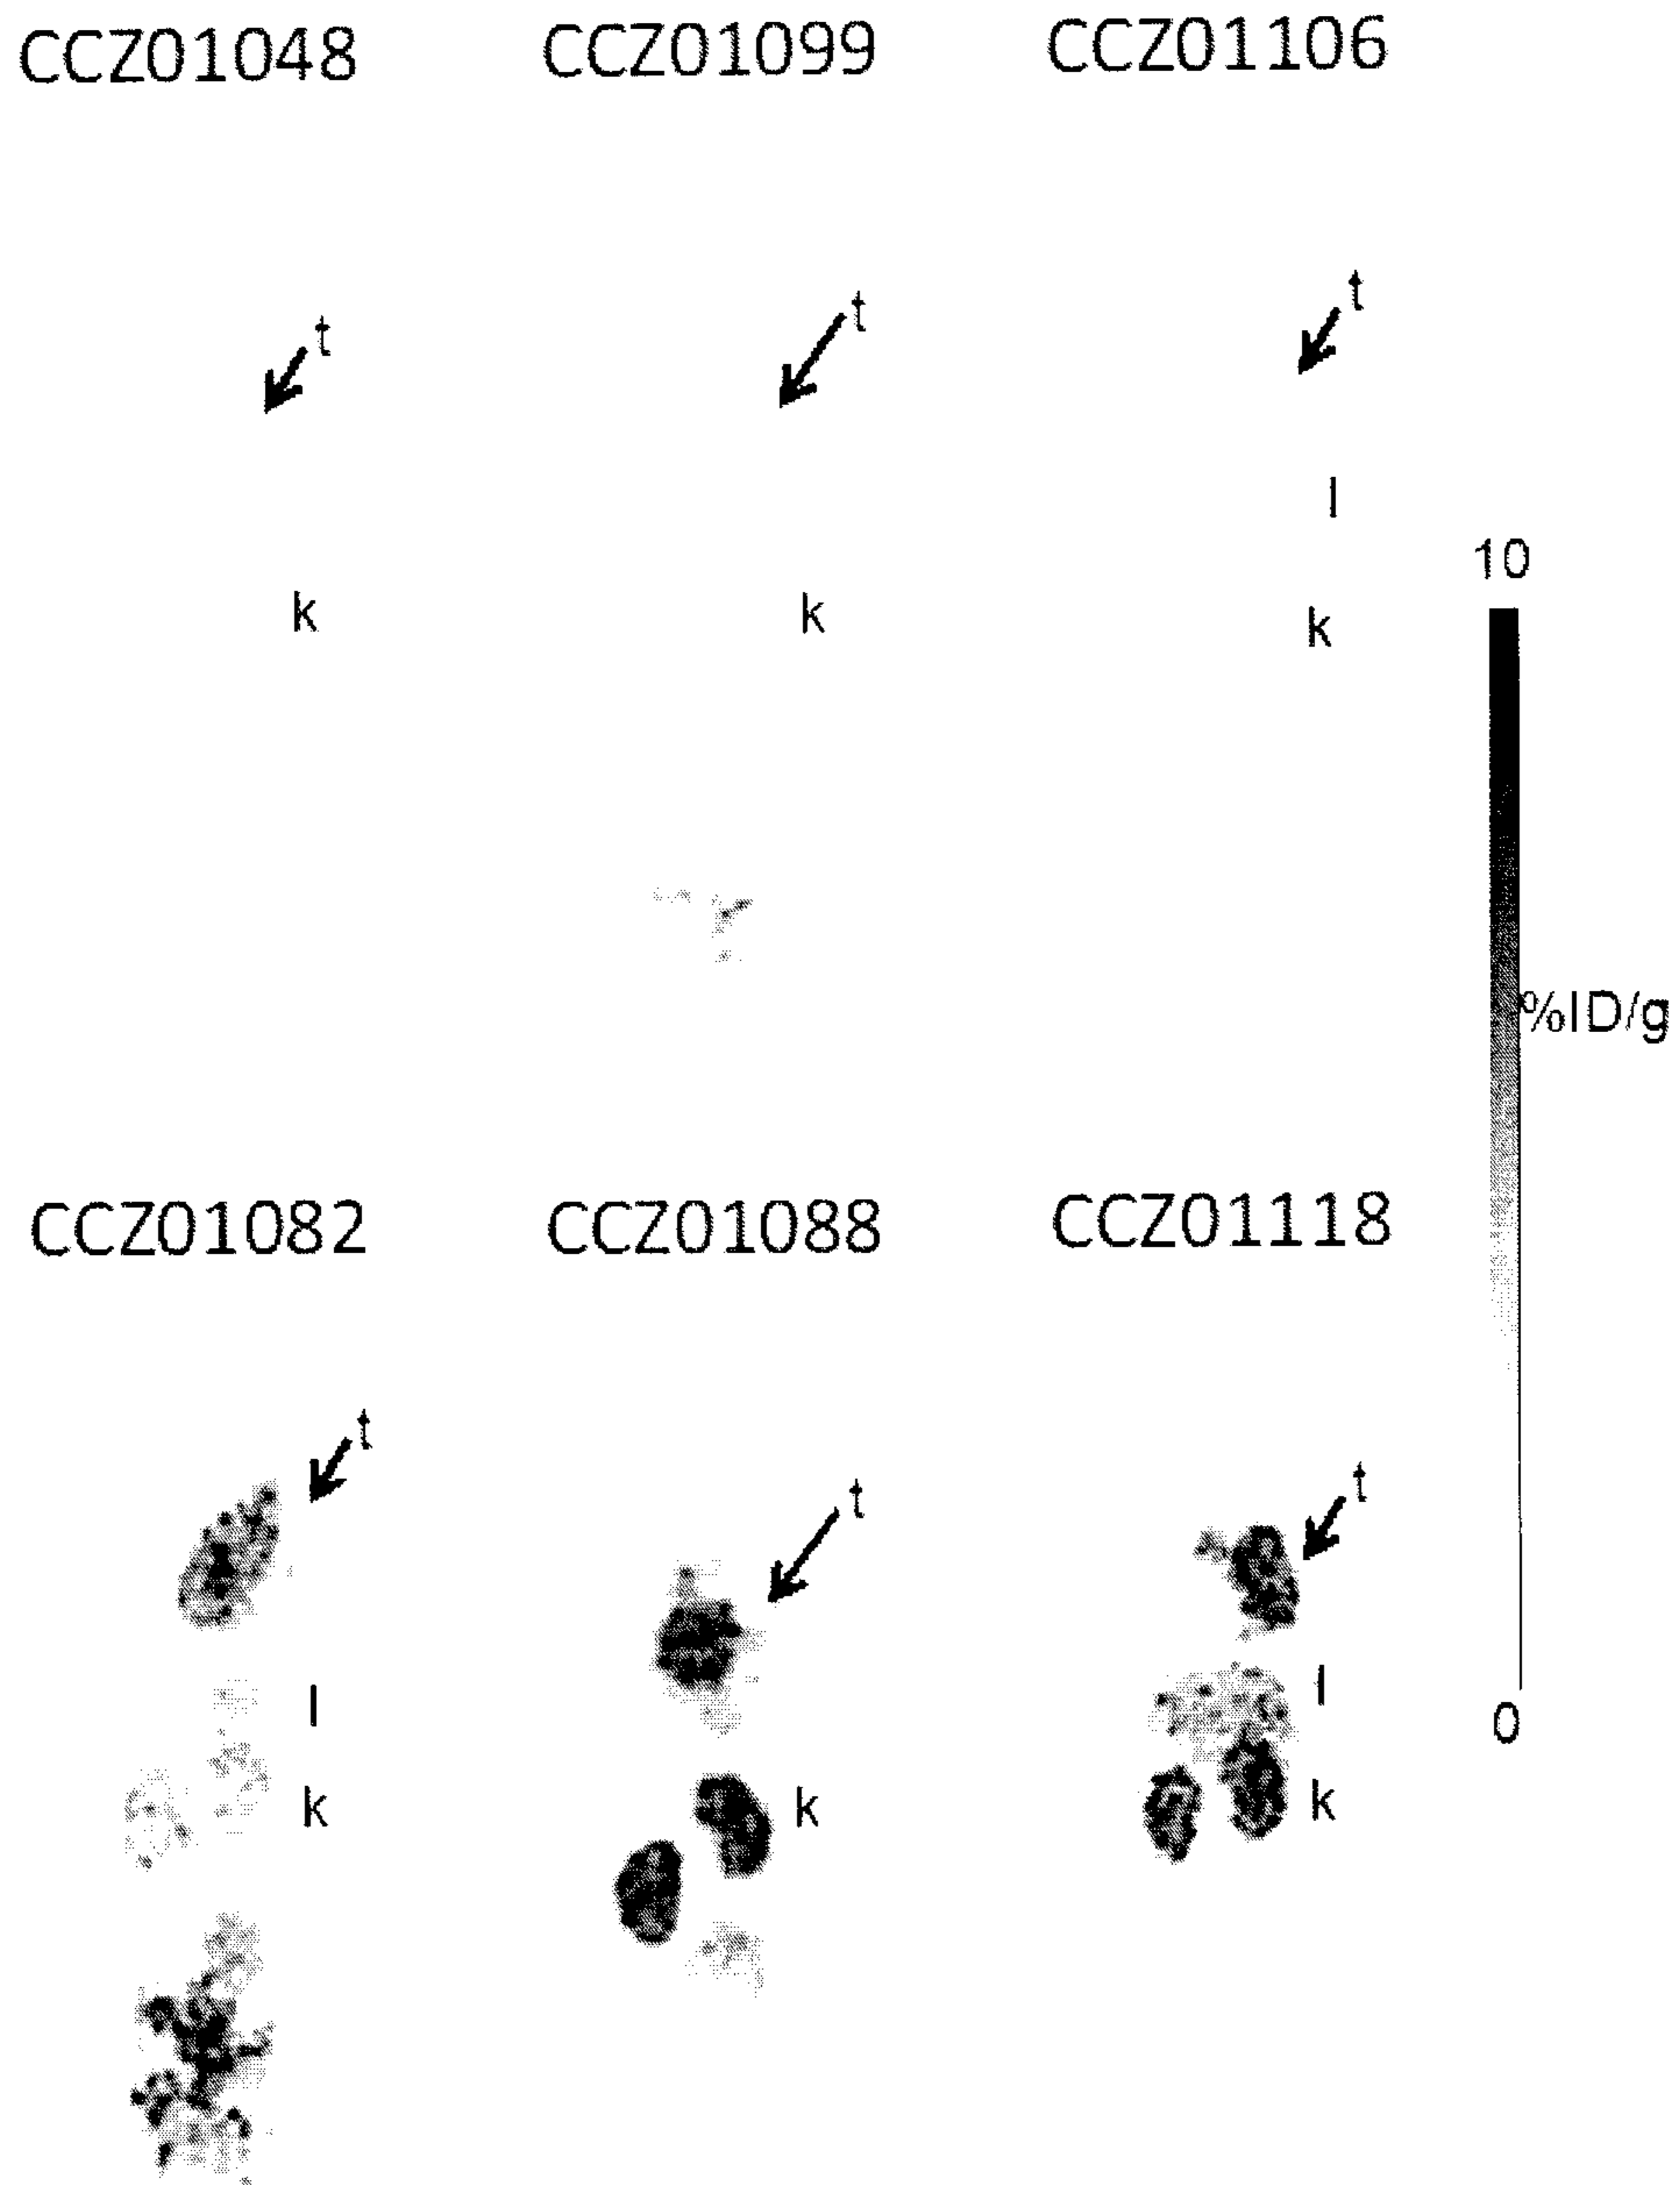 CCZ01048 CCZ01099 CCZ01106
t t t
l
10
k k k
%ID/g
CCZ01082 CCZ01088 CCZ01118
t t t
l l
0
k k k